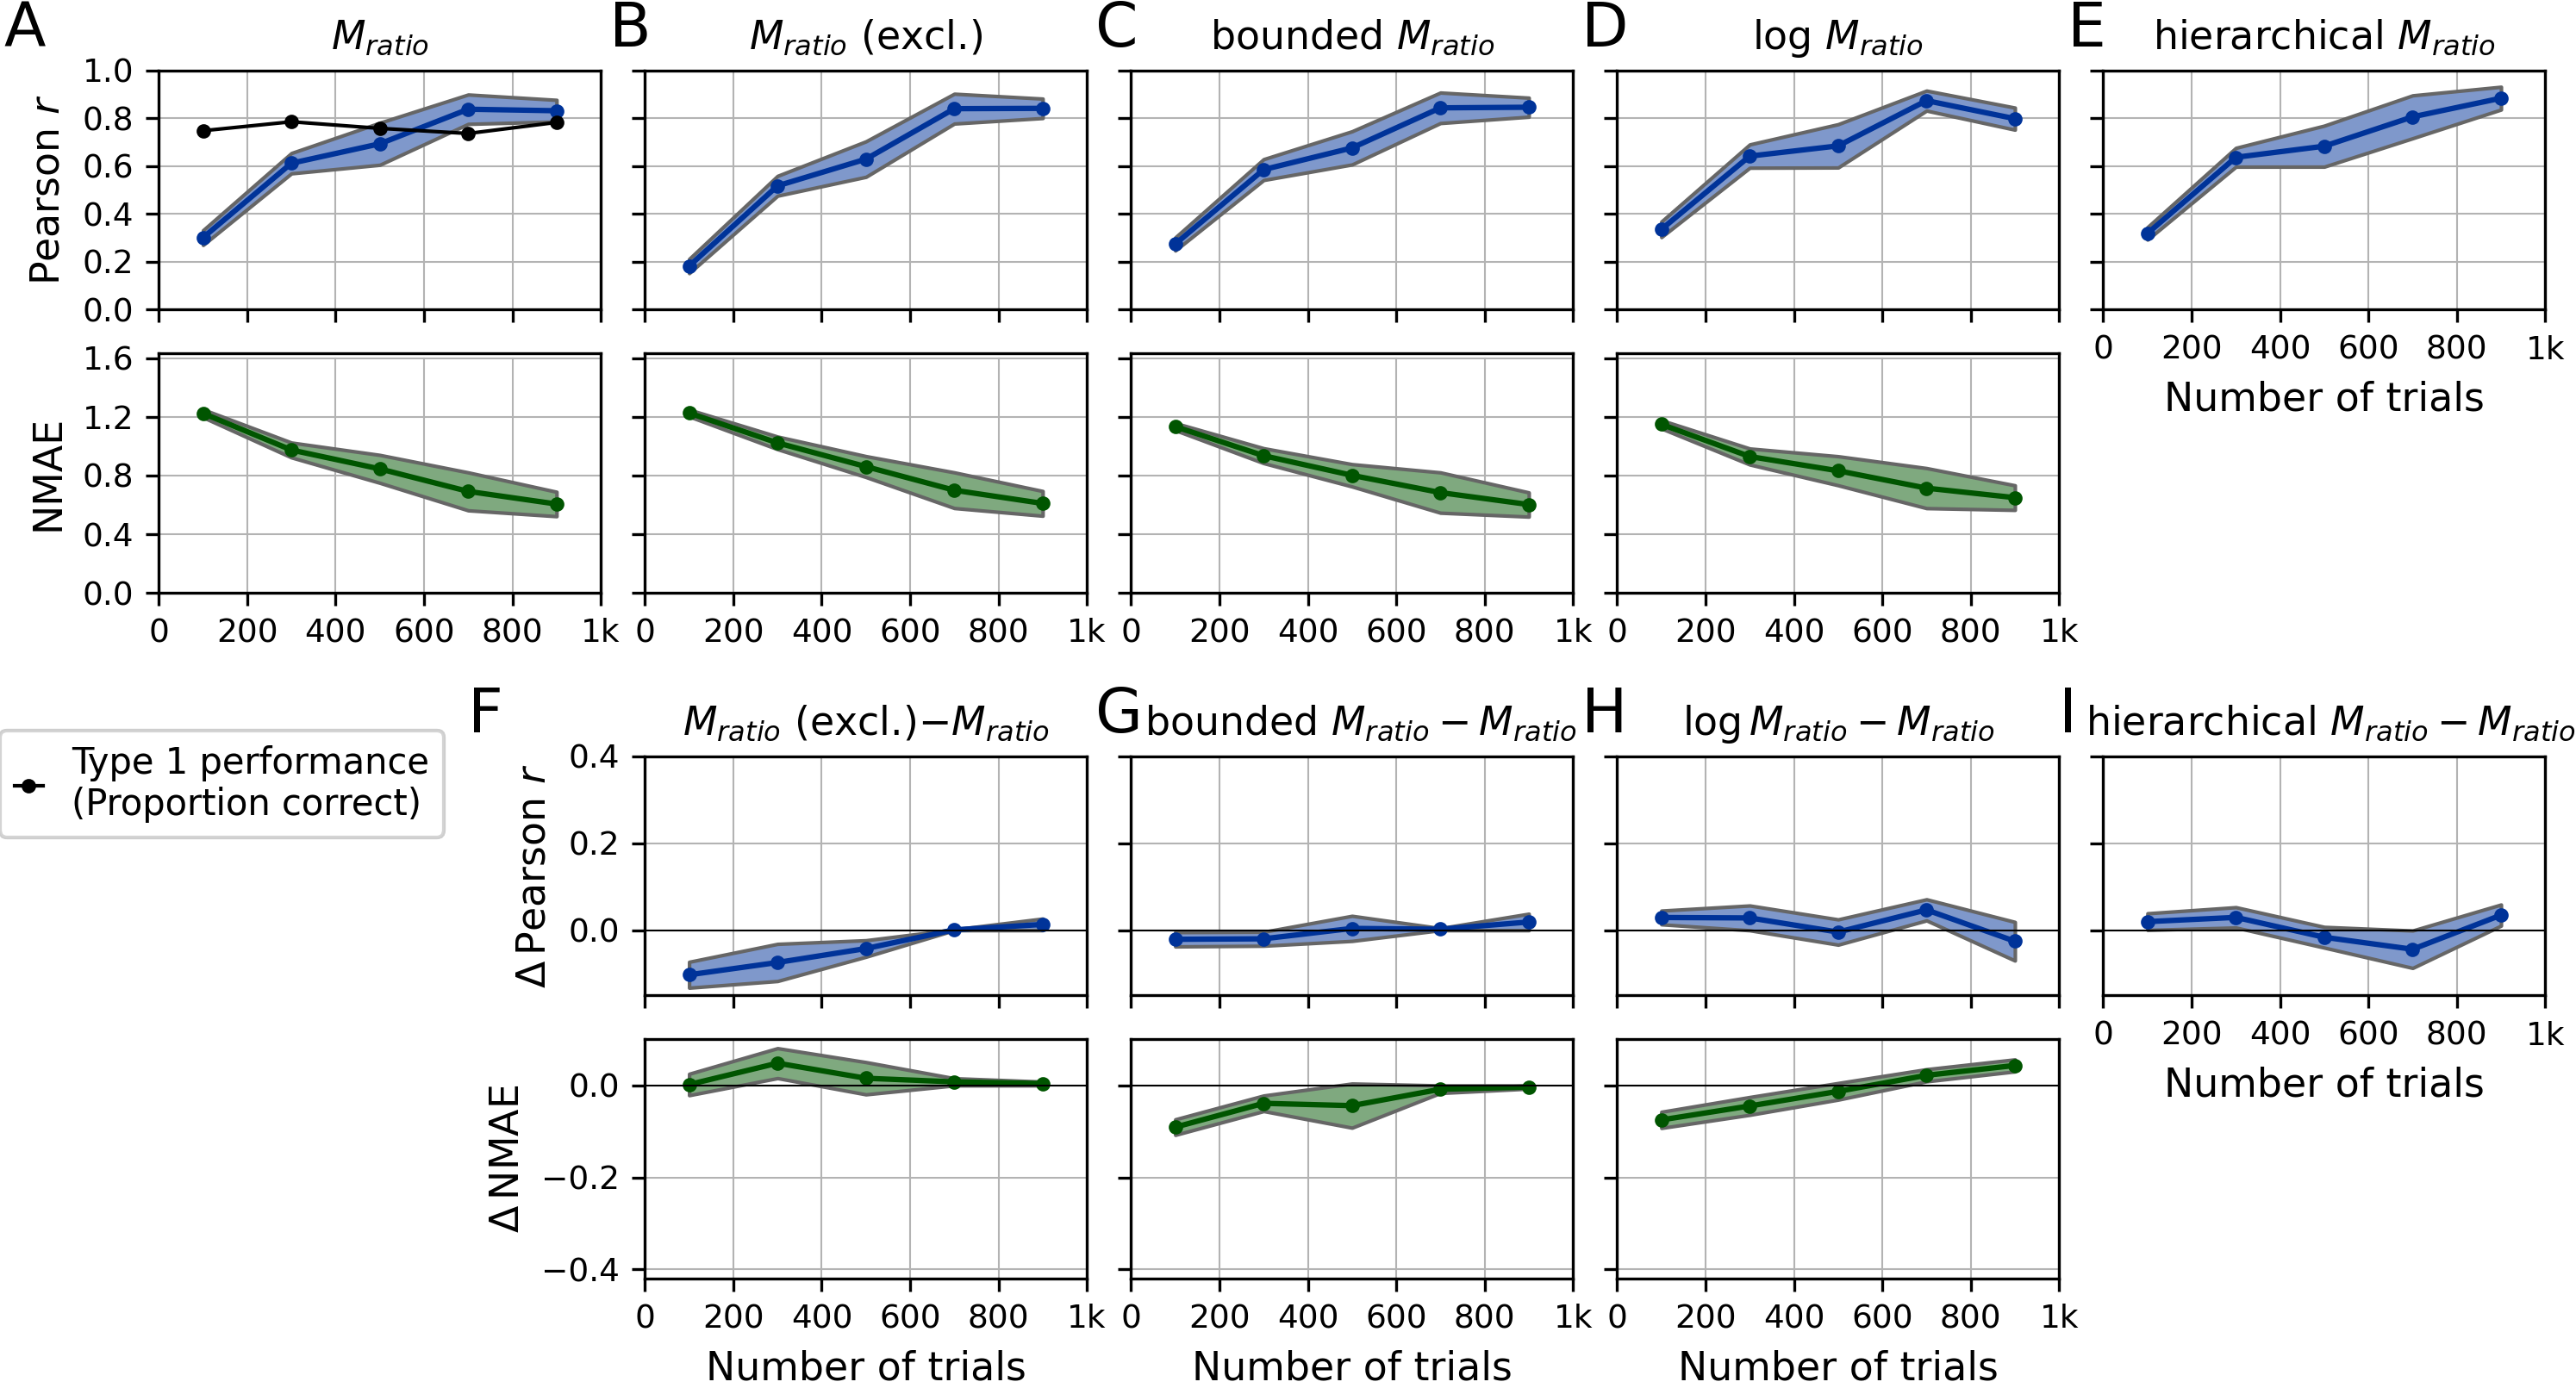 A
M_ratio
B
M_ratio (excl.)
C
bounded M_ratio
D
log M_ratio
E
hierarchical M_ratio
Pearson r
1.0
0.8
0.6
0.4
0.2
0.0
0 200 400 600 800 1k
Number of trials
NMAE
1.6
1.2
0.8
0.4
0.0
0 200 400 600 800 1k
0 200 400 600 800 1k
0 200 400 600 800 1k
0 200 400 600 800 1k
Type 1 performance
(Proportion correct)
F
M_ratio (excl.)−M_ratio
G
bounded M_ratio − M_ratio
H
log M_ratio − M_ratio
I
hierarchical M_ratio − M_ratio
Δ Pearson r
0.4
0.2
0.0
0 200 400 600 800 1k
Number of trials
Δ NMAE
0.0
−0.2
−0.4
0 200 400 600 800 1k
0 200 400 600 800 1k
0 200 400 600 800 1k
Number of trials
Number of trials
Number of trials